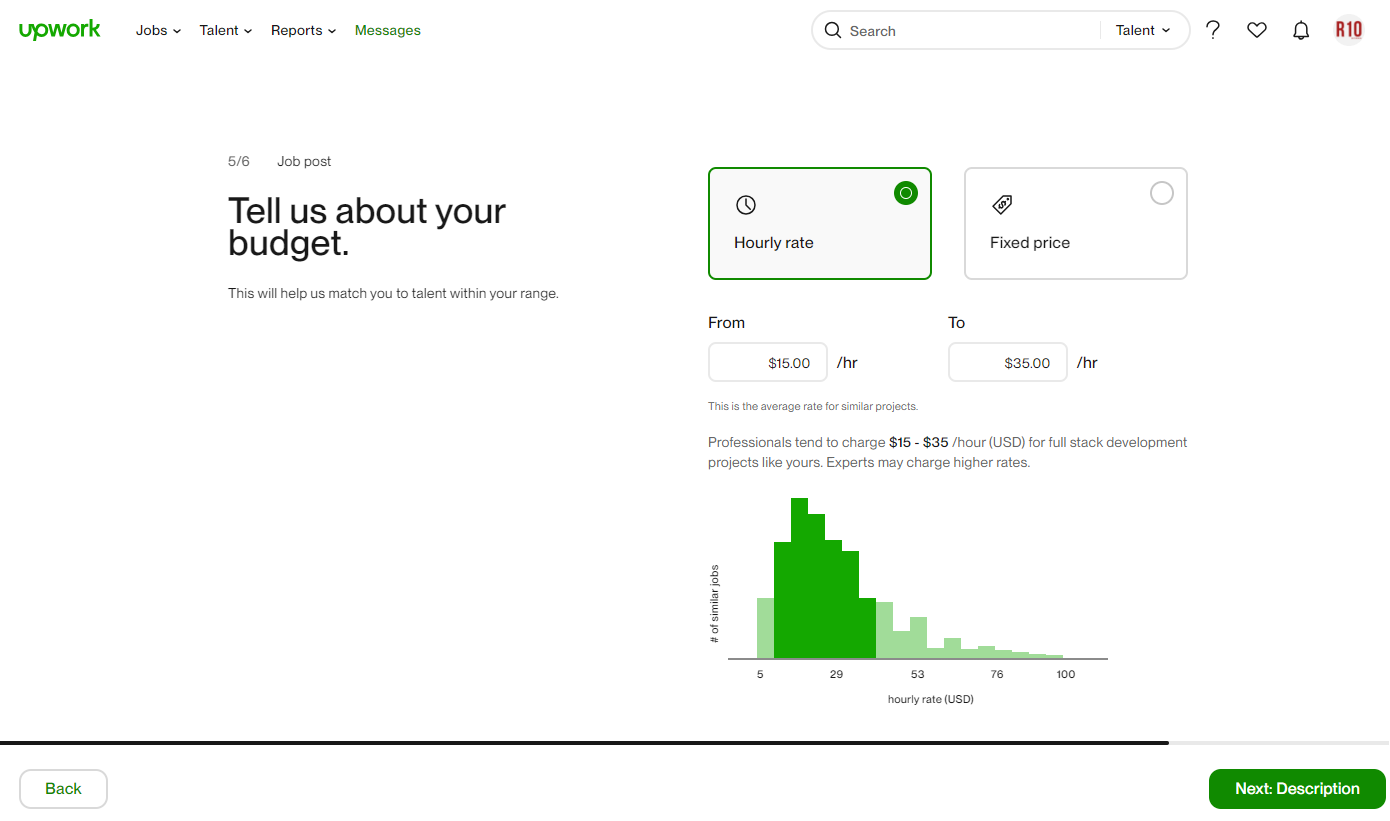 upwork Jobs Talent Reports Messages Search Talent R10
5/6 Job post
Tell us about your
budget.
This will help us match you to talent within your range.
Hourly rate
Fixed price
From
To
$15.00 /hr
$35.00 /hr
This is the average rate for similar projects.
Professionals tend to charge $15 - $35 /hour (USD) for full stack development
projects like yours. Experts may charge higher rates.
# of similar jobs
5 29 53 76 100
hourly rate (USD)
Back
Next: Description